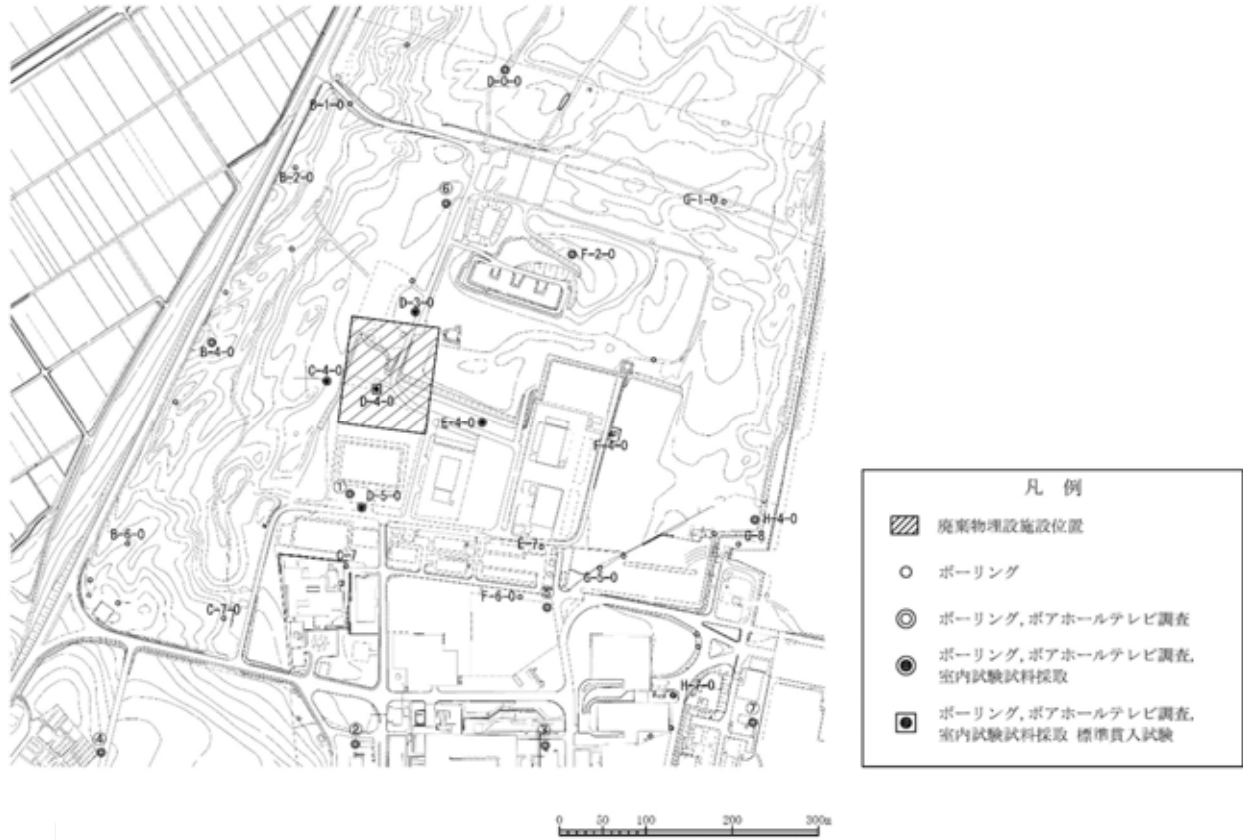 D-0-0
B-1-0
B-2-0
⑥
G-1-0
F-2-0
D-3-0
B-4-0
C-4-0
D-4-0
E-4-0
F-4-0
①
D-5-0
H-4-0
G-8
B-6-0
E-7
C-7
G-5-0
F-6-0
⑤
C-7-0
H-7-0
⑦
②
③
④
凡 例
廃棄物埋設施設位置
ボーリング
ボーリング, ボアホールテレビ調査
ボーリング, ボアホールテレビ調査,
室内試験試料採取
ボーリング, ボアホールテレビ調査,
室内試験試料採取 標準貫入試験
0 50 100 200 300m